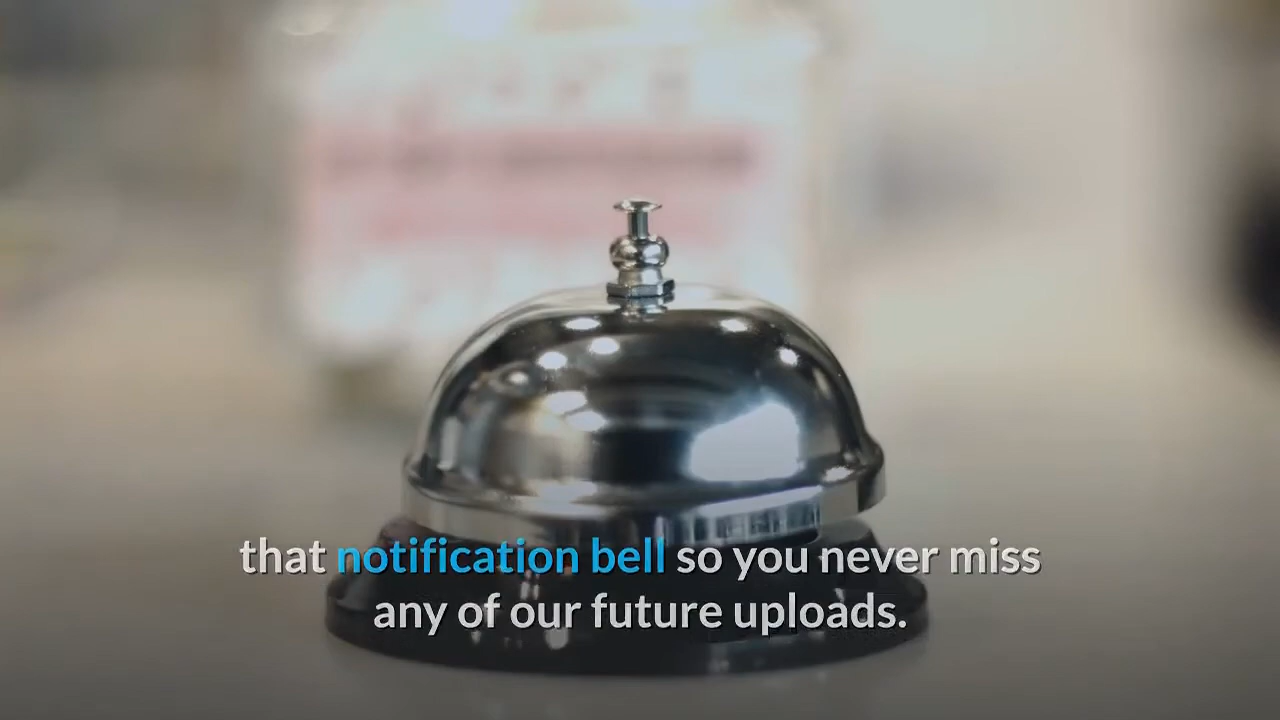 that notification bell so you never miss
any of our future uploads.